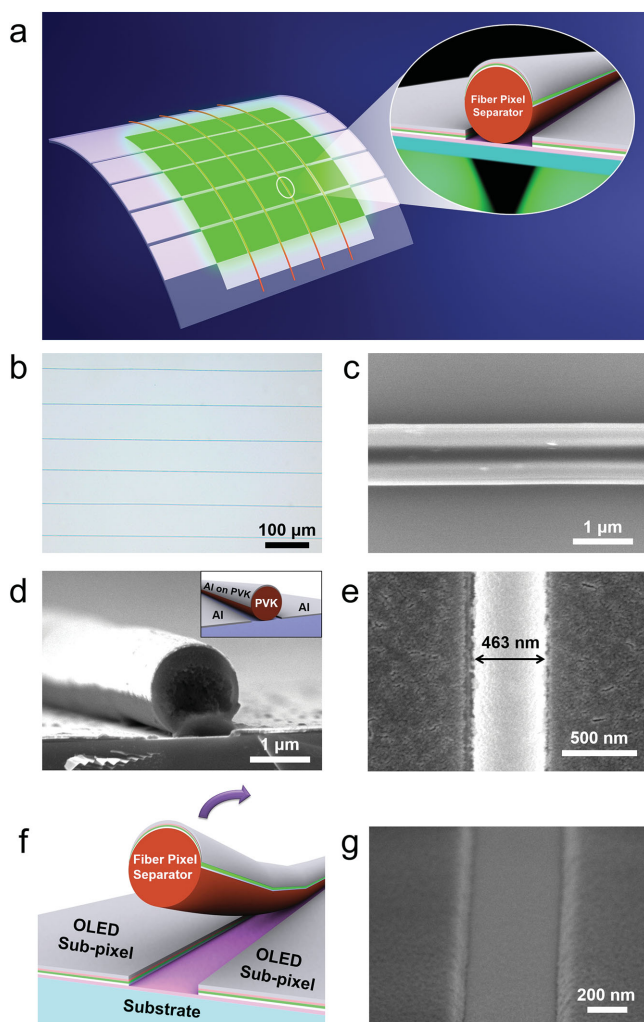 a
Fiber Pixel
Separator
b
100 µm
c
1 µm
d
Al on PVK
PVK
Al
Al
1 µm
e
463 nm
500 nm
f
Fiber Pixel
Separator
OLED
Sub-pixel
OLED
Sub-pixel
Substrate
g
200 nm